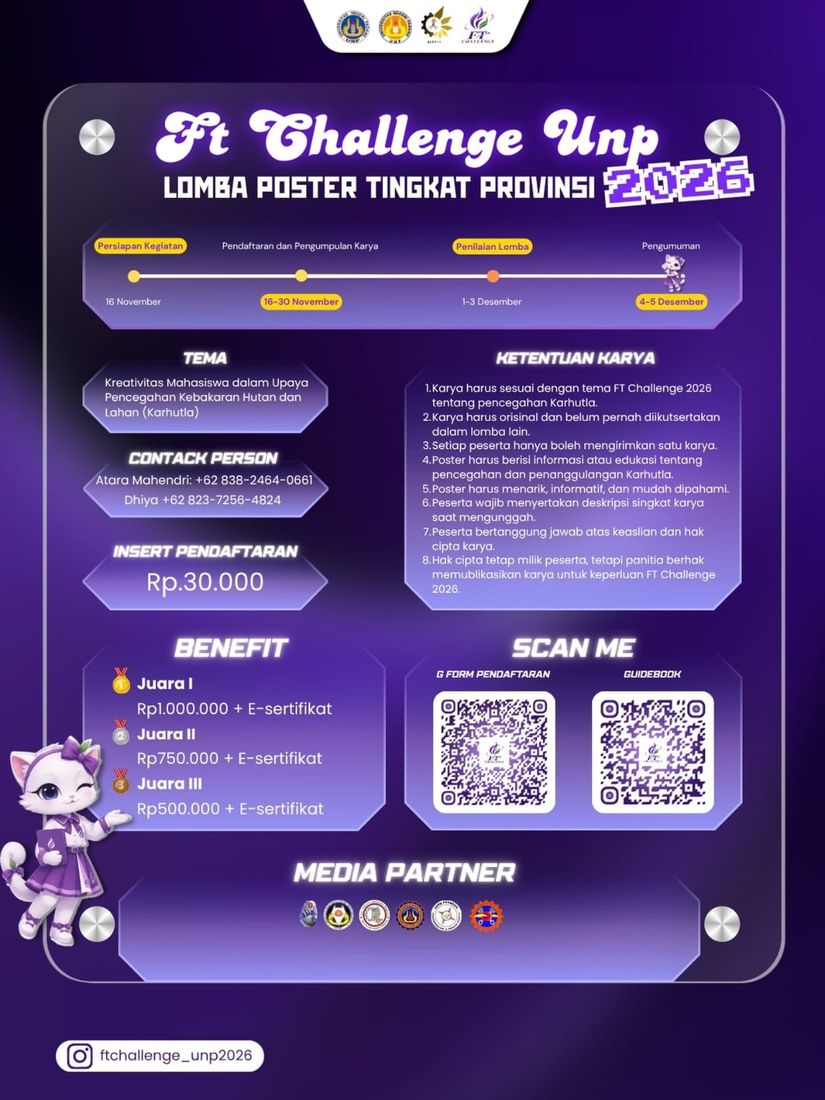 Ft Challenge Unp
LOMBA POSTER TINGKAT PROVINSI 2026
Persiapan Kegiatan
Pendaftaran dan Pengumpulan Karya
Penilaian Lomba
Pengumuman
16 November
16-30 November
1-3 Desember
4-5 Desember
TEMA
Kreativitas Mahasiswa dalam Upaya
Pencegahan Kebakaran Hutan dan
Lahan (Karhutla)
CONTACK PERSON
Atara Mahendri: +62 838-2464-0661
Dhiya +62 823-7256-4824
INSERT PENDAFTARAN
Rp.30.000
KETENTUAN KARYA
1.Karya harus sesuai dengan tema FT Challenge 2026
tentang pencegahan Karhutla.
2.Karya harus orisinal dan belum pernah diikutsertakan
dalam lomba lain.
3.Setiap peserta hanya boleh mengirimkan satu karya.
4.Poster harus berisi informasi atau edukasi tentang
pencegahan dan penanggulangan Karhutla.
5.Poster harus menarik, informatif, dan mudah dipahami.
6.Peserta wajib menyertakan deskripsi singkat karya
saat mengunggah.
7.Peserta bertanggung jawab atas keaslian dan hak
cipta karya.
8.Hak cipta tetap milik peserta, tetapi panitia berhak
memublikasikan karya untuk keperluan FT Challenge
2026.
BENEFIT
1 Juara I
Rp1.000.000 + E-sertifikat
2 Juara II
Rp750.000 + E-sertifikat
3 Juara III
Rp500.000 + E-sertifikat
SCAN ME
G FORM PENDAFTARAN
GUIDEBOOK
MEDIA PARTNER
ftchallenge_unp2026